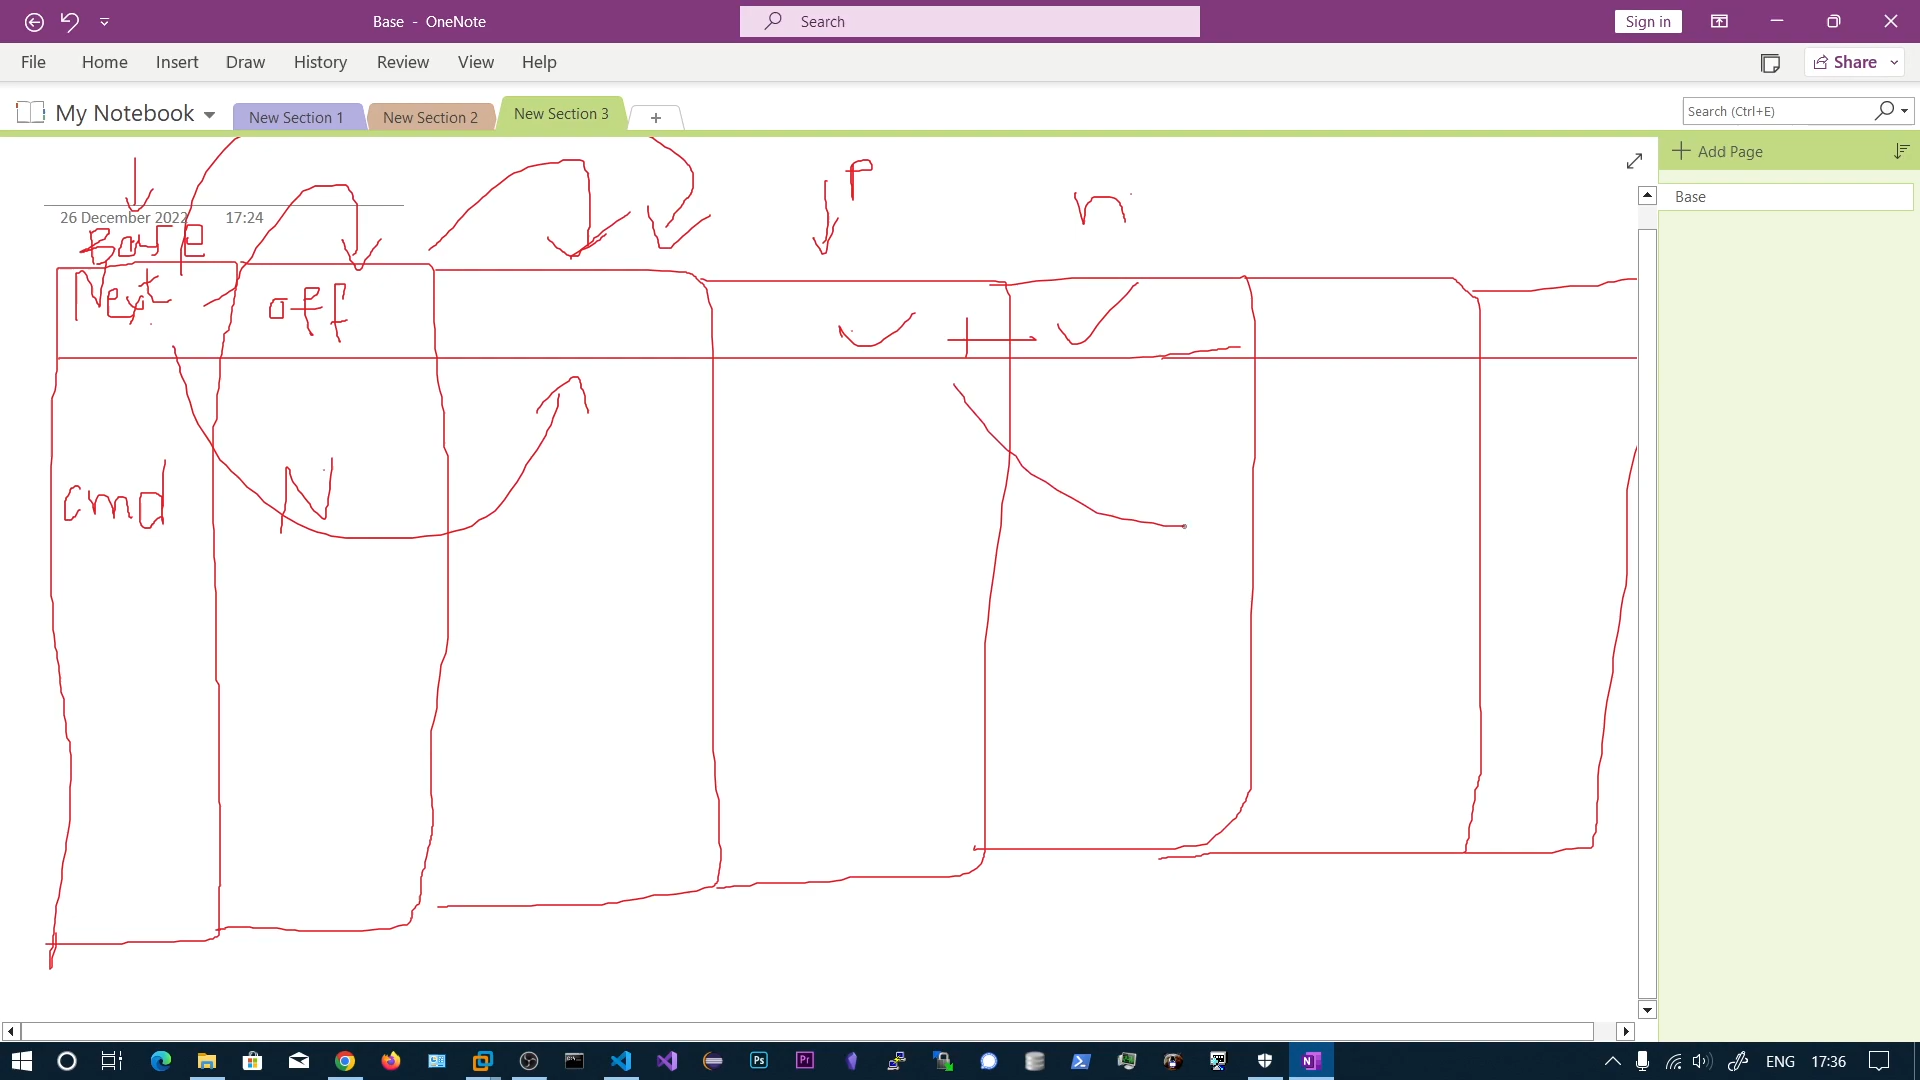 Base - OneNote
Search
Sign in
File Home Insert Draw History Review View Help
Share
My Notebook
New Section 1
New Section 2
New Section 3
Search (Ctrl+E)
Add Page
Base
26 December 2022 17:24
Base
Next
off
n
cmd
N
ENG
17:36